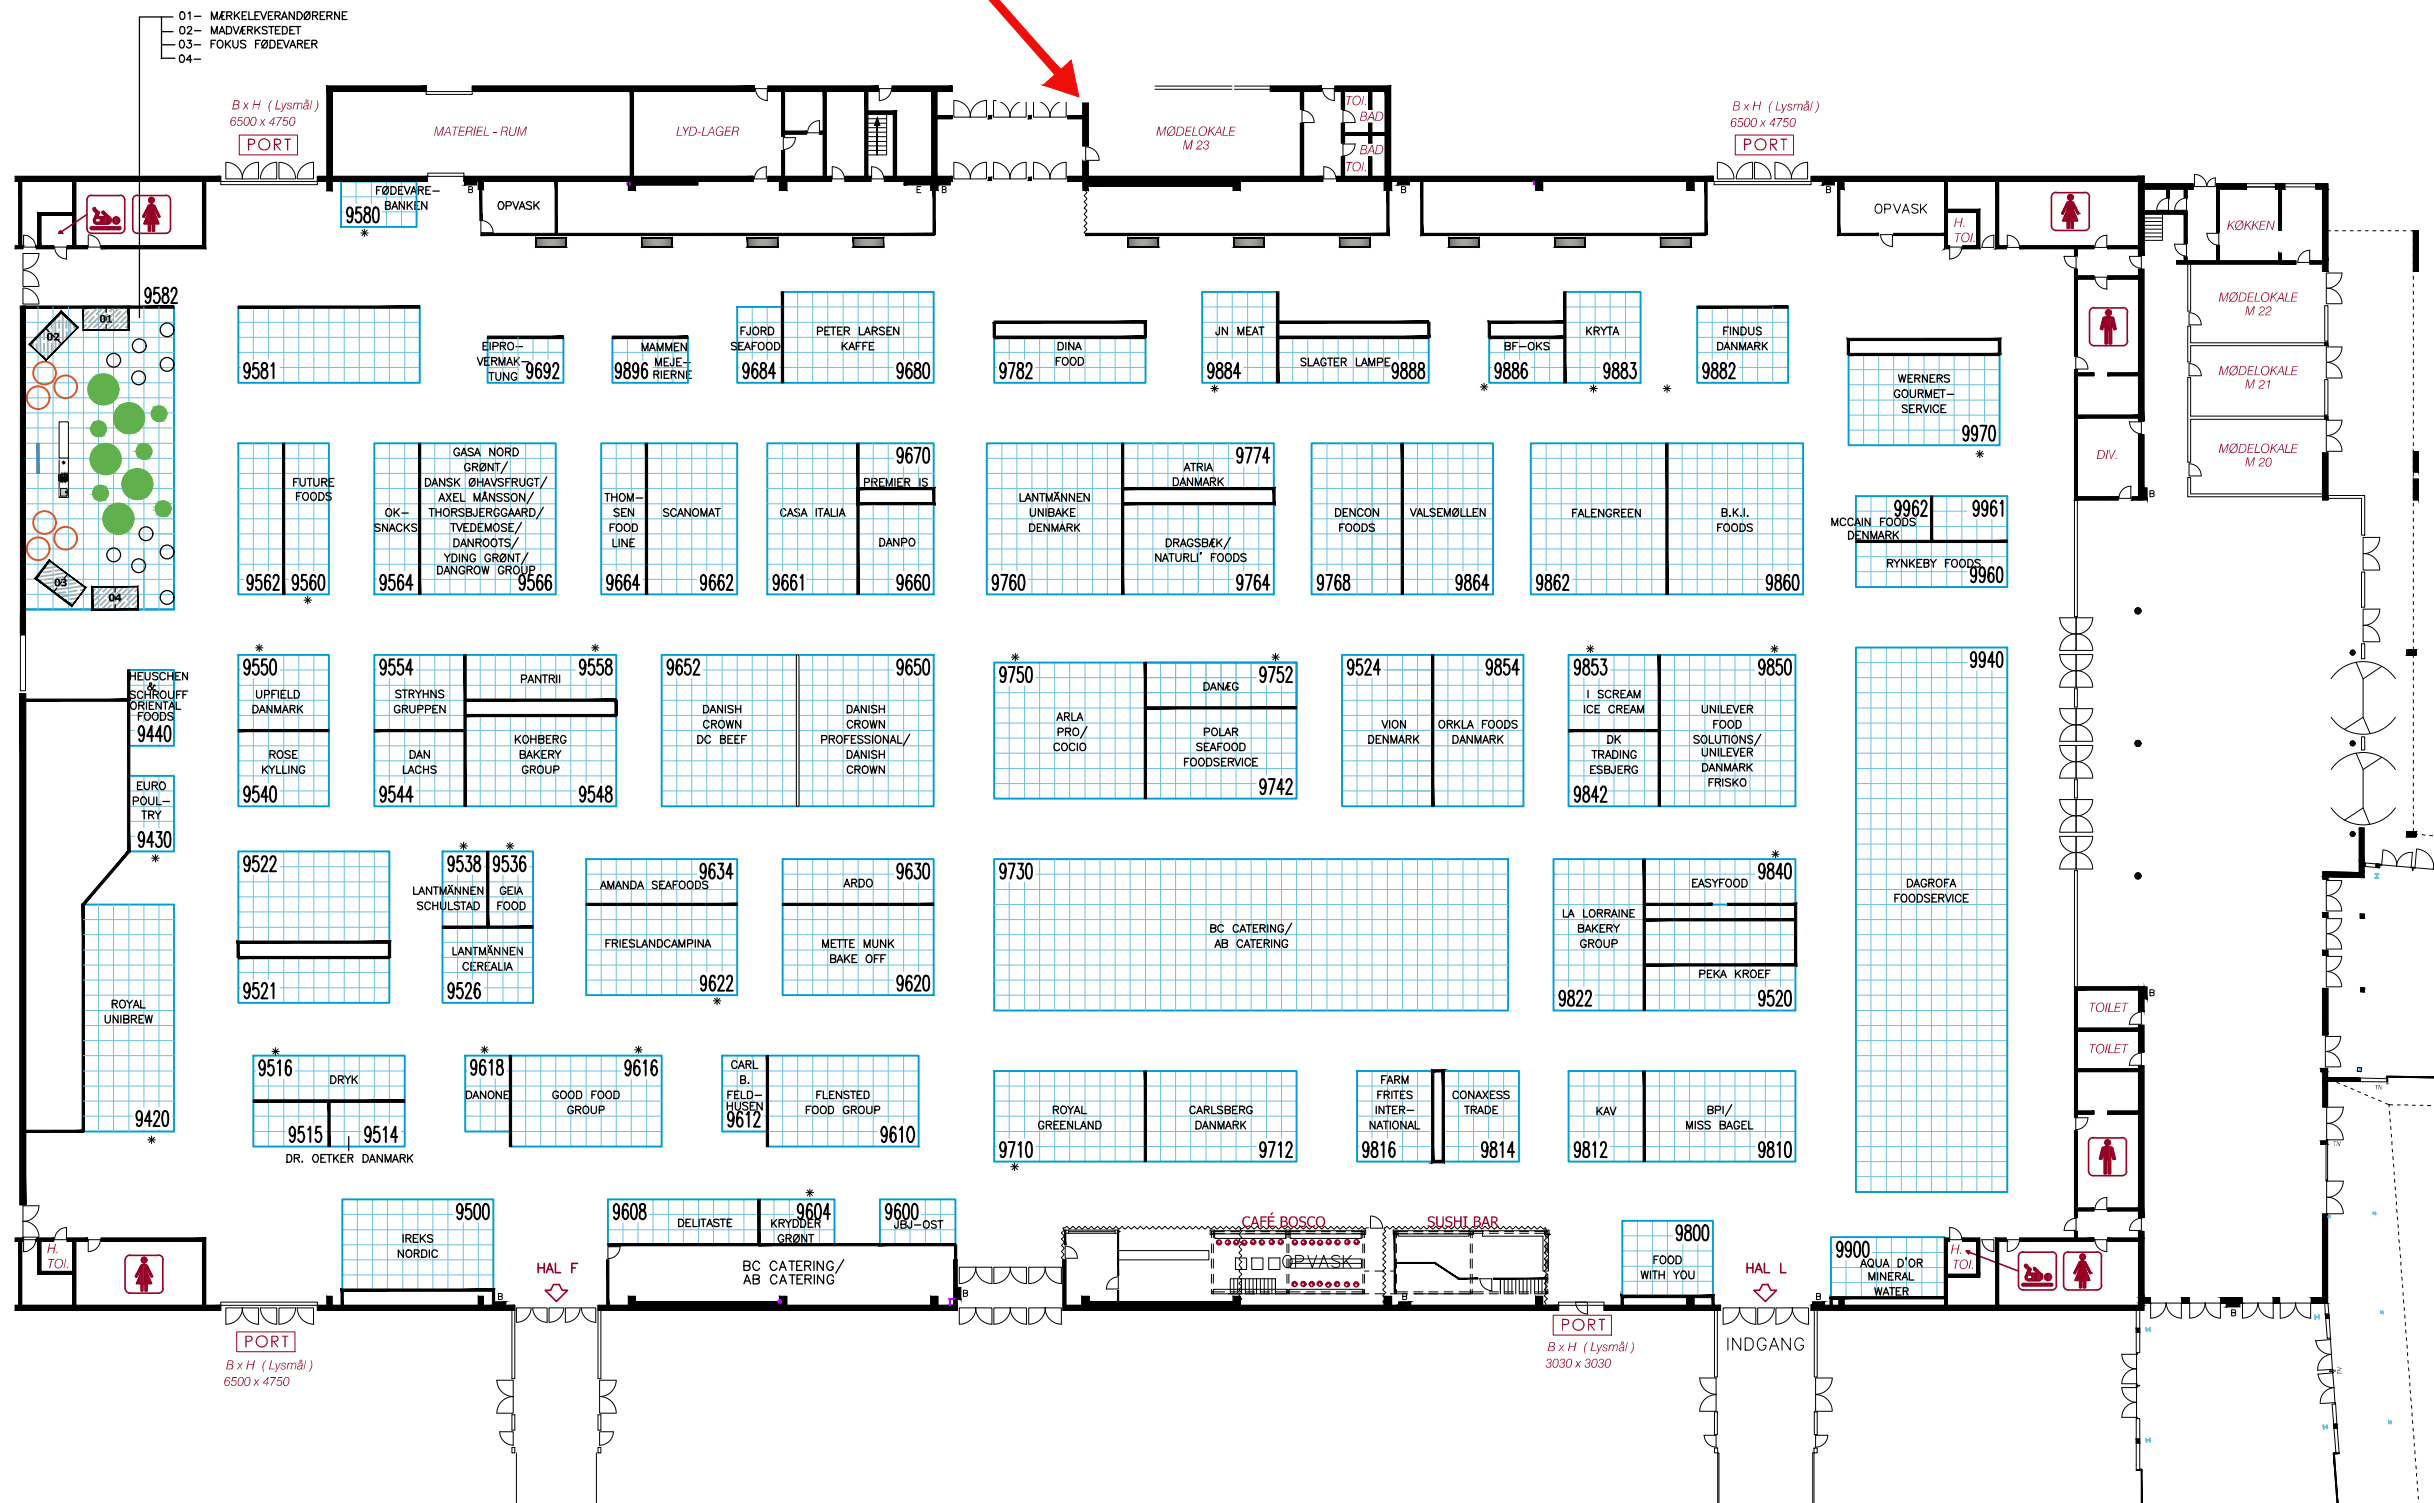 01- MÆRKELEVERANDØRERNE
02- MADVÆRKSTEDET
03- FOKUS FØDEVARER
04-
B x H ( Lysmål )
6500 x 4750
PORT
MATERIEL - RUM
LYD-LAGER
MØDELOKALE
M 23
TOI.
BAD
BAD
TOI.
B x H ( Lysmål )
6500 x 4750
PORT
FØDEVARE-
BANKEN
9580
B
OPVASK
E
B
B
B
OPVASK
H.
TOI.
KØKKEN
MØDELOKALE
M 22
MØDELOKALE
M 21
MØDELOKALE
M 20
DIV.
B
9582
01
02
03
04
9581
EIPRO-
VERMAK-
TUNG
9692
MAMMEN
MEJE-
RIERNE
9896
FJORD
SEAFOOD
9684
PETER LARSEN
KAFFE
9680
DINA
FOOD
9782
JN MEAT
9884
SLAGTER LAMPE
9888
BF-OKS
9886
KRYTA
9883
FINDUS
DANMARK
9882
WERNERS
GOURMET-
SERVICE
9970
9562
FUTURE
FOODS
9560
OK-
SNACKS
9564
GASA NORD
GRØNT/
DANSK ØHAVSFRUGT/
AXEL MÅNSSON/
THORSBJERGGAARD/
TVEDEMOSE/
DANROOTS/
YDING GRØNT/
DANGROW GROUP
9566
THOM-
SEN
FOOD
LINE
9664
SCANOMAT
9662
CASA ITALIA
9661
9670
PREMIER IS
DANPO
9660
LANTMÄNNEN
UNIBAKE
DENMARK
9760
9774
ATRIA
DANMARK
DRAGSBÆK/
NATURLI' FOODS
9764
DENCON
FOODS
9768
VALSEMØLLEN
9864
FALENGREEN
9862
B.K.I.
FOODS
9860
9962
MCCAIN FOODS
DENMARK
9961
RYNKEBY FOODS
9960
HEUSCHEN
&
SCHROUFF
ORIENTAL
FOODS
9440
EURO
POUL-
TRY
9430
9550
UPFIELD
DANMARK
ROSE
KYLLING
9540
9554
STRYHNS
GRUPPEN
DAN
LACHS
9544
9558
PANTRII
KOHBERG
BAKERY
GROUP
9548
9652
DANISH
CROWN
DC BEEF
9650
DANISH
CROWN
PROFESSIONAL/
DANISH
CROWN
9750
ARLA
PRO/
COCIO
9752
DANÆG
POLAR
SEAFOOD
FOODSERVICE
9742
9524
VION
DENMARK
9854
ORKLA FOODS
DANMARK
9853
I SCREAM
ICE CREAM
DK
TRADING
ESBJERG
9842
9850
UNILEVER
FOOD
SOLUTIONS/
UNILEVER
DANMARK
FRISKO
9940
DAGROFA
FOODSERVICE
9522
9521
9538
LANTMÄNNEN
SCHULSTAD
9536
GEIA
FOOD
LANTMÄNNEN
CEREALIA
9526
9634
AMANDA SEAFOODS
FRIESLANDCAMPINA
9622
9630
ARDO
METTE MUNK
BAKE OFF
9620
9730
BC CATERING/
AB CATERING
9840
EASYFOOD
LA LORRAINE
BAKERY
GROUP
9822
PEKA KROEF
9520
ROYAL
UNIBREW
9420
9516
DRYK
9515
9514
DR. OETKER DANMARK
9618
DANONE
9616
GOOD FOOD
GROUP
CARL
B.
FELD-
HUSEN
9612
FLENSTED
FOOD GROUP
9610
ROYAL
GREENLAND
9710
CARLSBERG
DANMARK
9712
FARM
FRITES
INTER-
NATIONAL
9816
CONAXESS
TRADE
9814
KAV
9812
BPI/
MISS BAGEL
9810
B
TOILET
TOILET
9500
IREKS
NORDIC
9608
DELITASTE
9604
KRYDDER
GRØNT
9600
JBJ-OST
BC CATERING/
AB CATERING
CAFÉ BOSCO
OPVASK
SUSHI BAR
9800
FOOD
WITH YOU
9900
AQUA D'OR
MINERAL
WATER
H.
TOI.
H.
TOI.
HAL F
HAL L
B
B
B
B
B
PORT
B x H ( Lysmål )
6500 x 4750
PORT
B x H ( Lysmål )
3030 x 3030
INDGANG